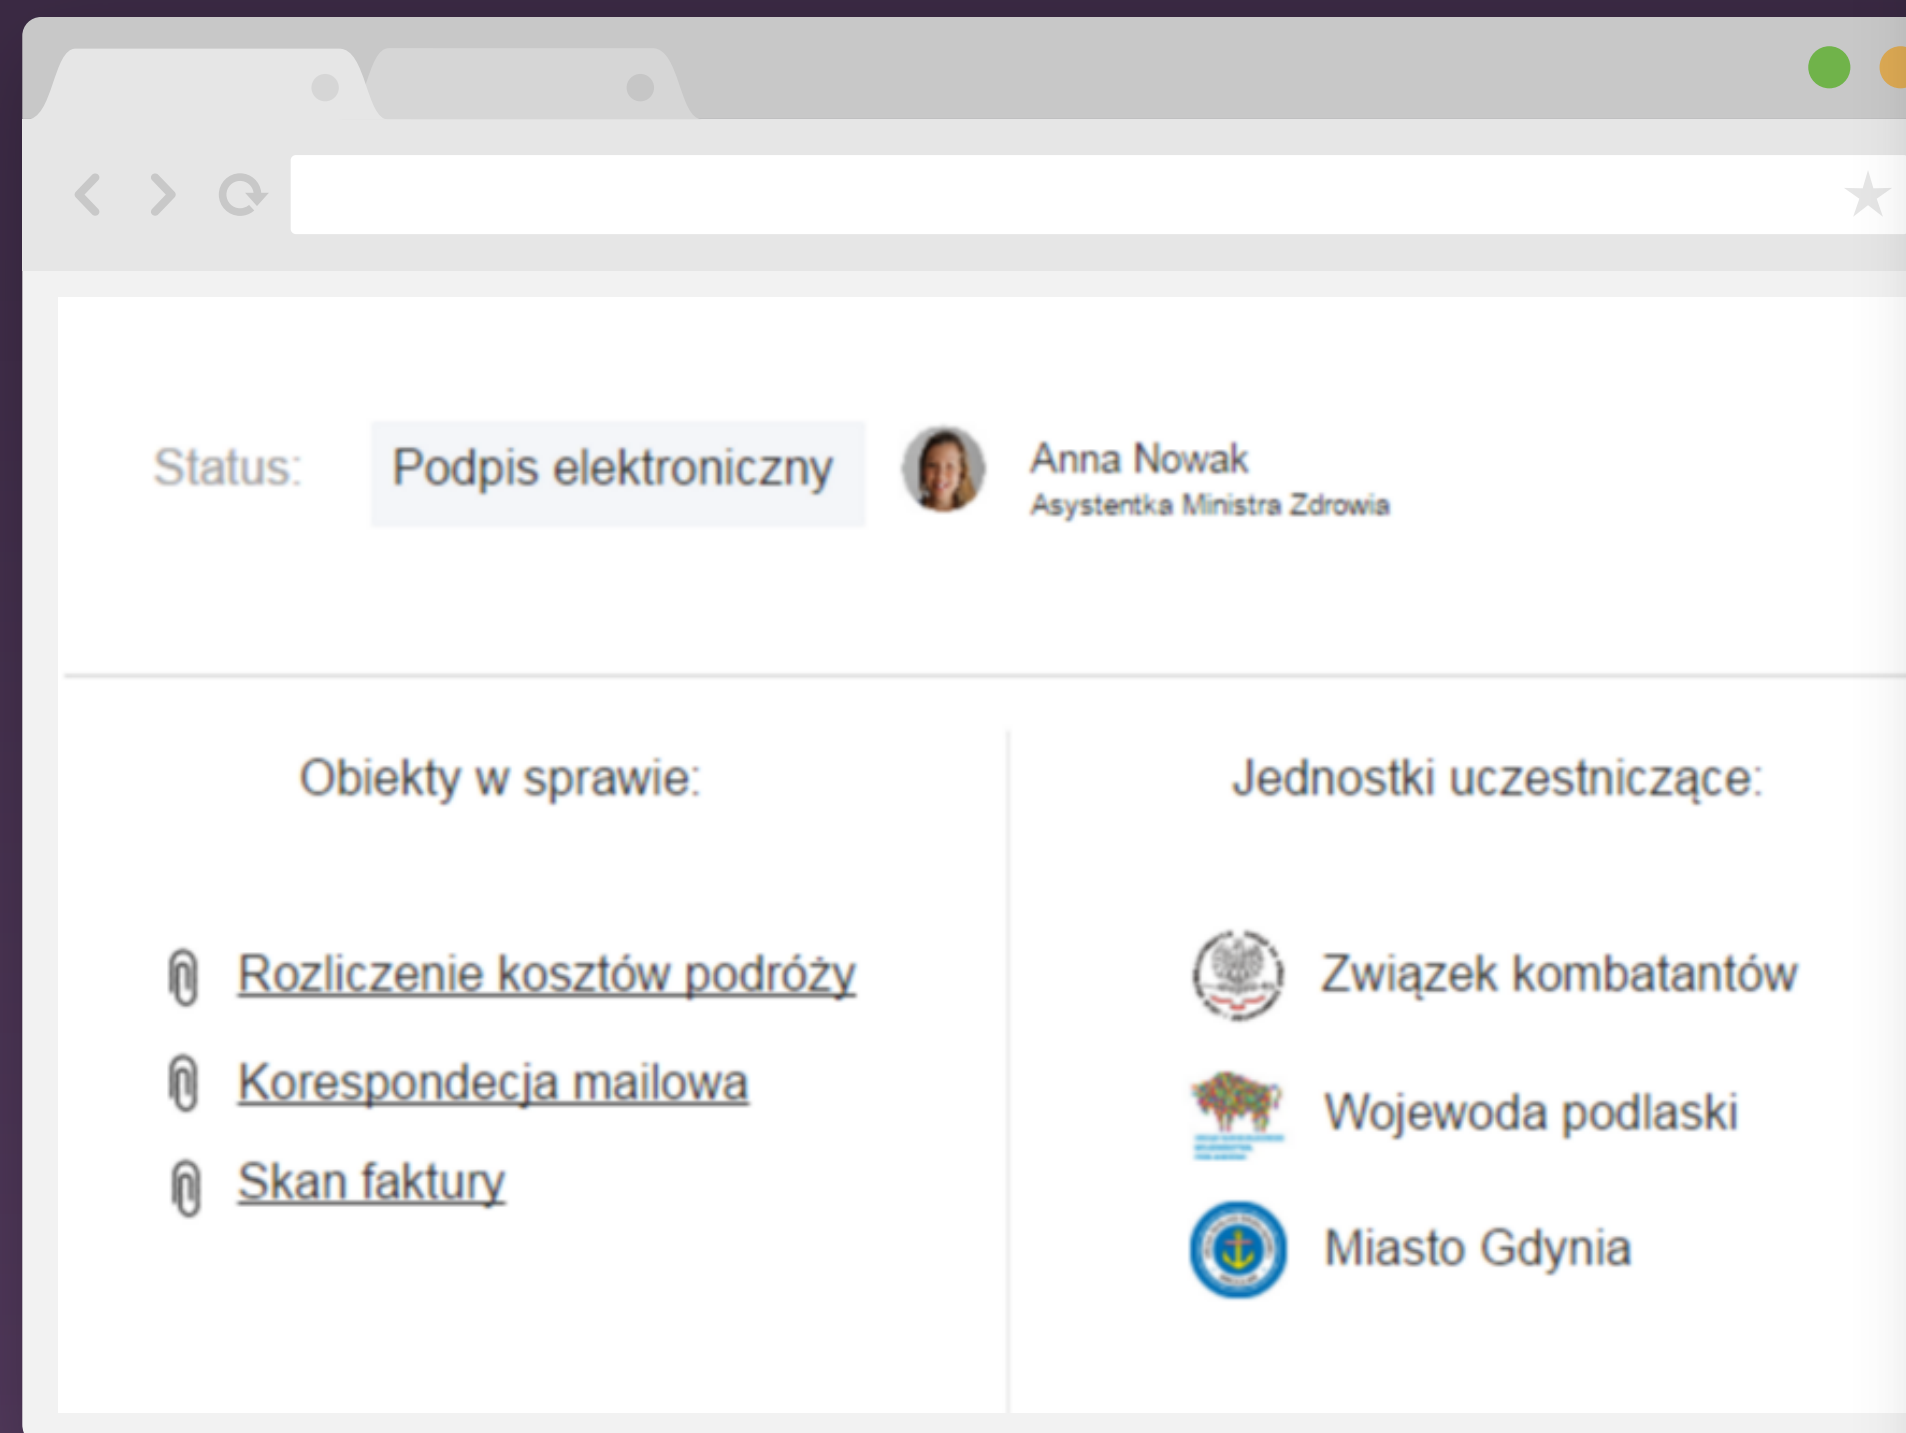 Status:
Podpis elektroniczny
Anna Nowak
Asystentka Ministra Zdrowia
Obiekty w sprawie:
Rozliczenie kosztów podróży
Korespondecja mailowa
Skan faktury
Jednostki uczestniczące:
Związek kombatantów
Wojewoda podlaski
Miasto Gdynia